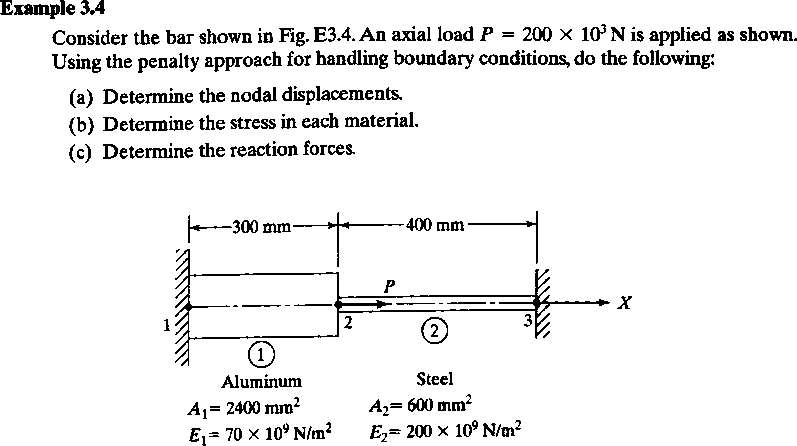 Example 3.4
Consider the bar shown in Fig. E3.4. An axial load P = 200 × 10³ N is applied as shown.
Using the penalty approach for handling boundary conditions, do the following:
(a) Determine the nodal displacements.
(b) Determine the stress in each material.
(c) Determine the reaction forces.
300 mm 400 mm
P
X
1 2 3
① ②
Aluminum Steel
A₁= 2400 mm² A₂= 600 mm²
E₁= 70 × 10⁹ N/m² E₂= 200 × 10⁹ N/m²